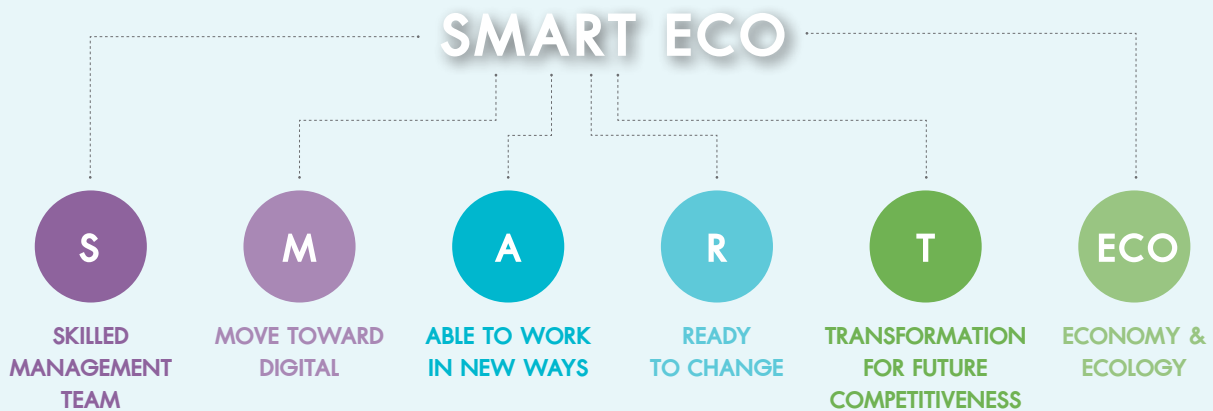 SMART ECO
S
M
A
R
T
ECO
SKILLED
MANAGEMENT
TEAM
MOVE TOWARD
DIGITAL
ABLE TO WORK
IN NEW WAYS
READY
TO CHANGE
TRANSFORMATION
FOR FUTURE
COMPETITIVENESS
ECONOMY &
ECOLOGY